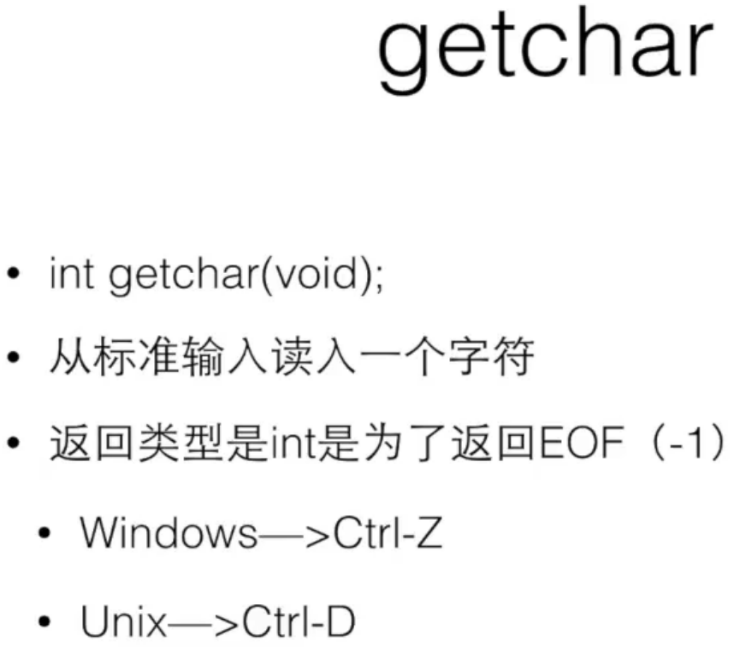 getchar
• int getchar(void);
• 从标准输入读入一个字符
• 返回类型是int是为了返回EOF（-1）
• Windows—>Ctrl-Z
• Unix—>Ctrl-D